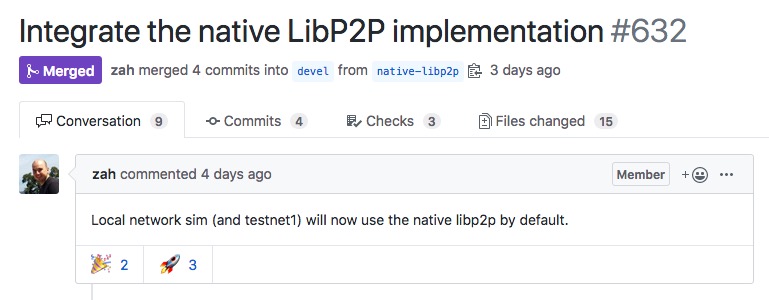 Integrate the native LibP2P implementation #632
Merged zah merged 4 commits into devel from native-libp2p 3 days ago
Conversation 9 Commits 4 Checks 3 Files changed 15
zah commented 4 days ago Member
Local network sim (and testnet1) will now use the native libp2p by default.
2 3